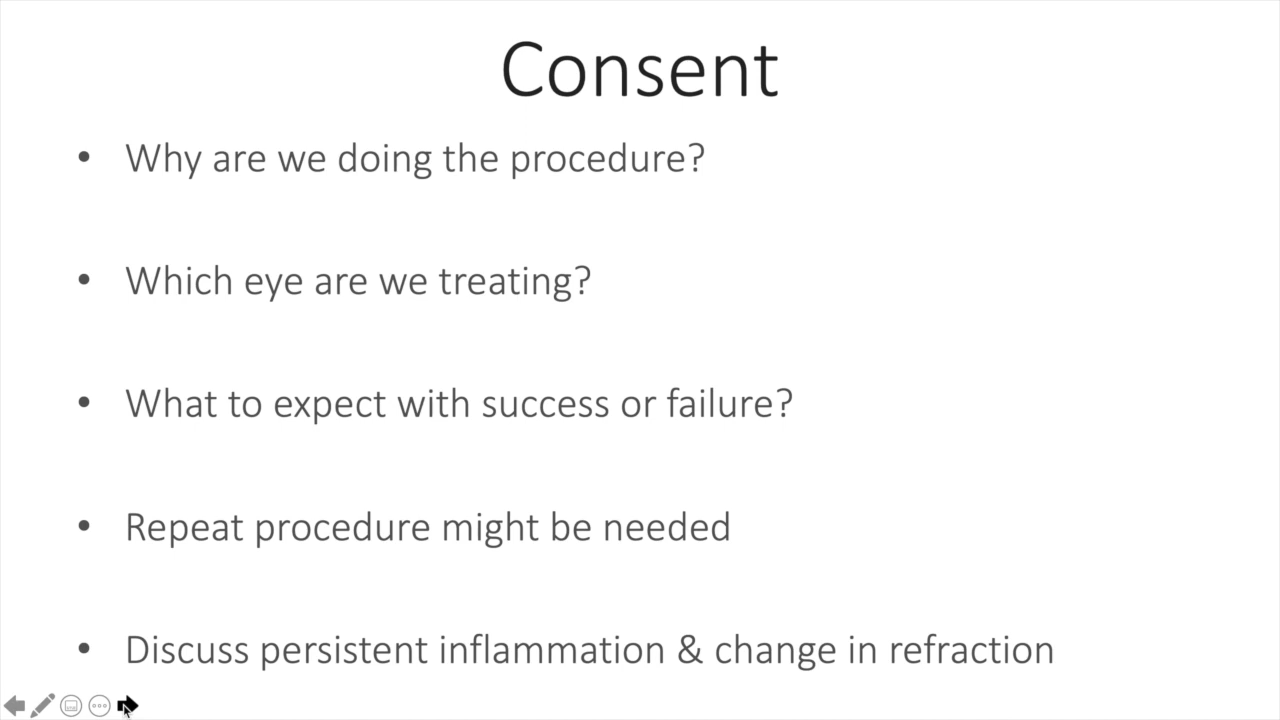 Consent
• Why are we doing the procedure?
• Which eye are we treating?
• What to expect with success or failure?
• Repeat procedure might be needed
• Discuss persistent inflammation & change in refraction